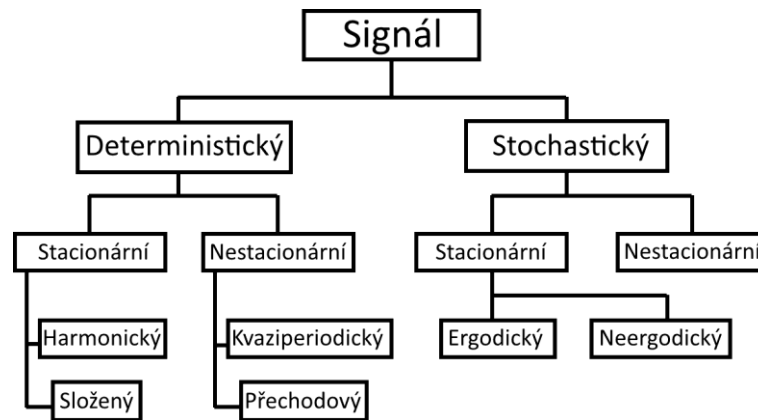 Signál
Deterministický
Stochastický
Stacionární
Nestacionární
Stacionární
Nestacionární
Harmonický
Kvaziperiodický
Ergodický
Neergodický
Složený
Přechodový